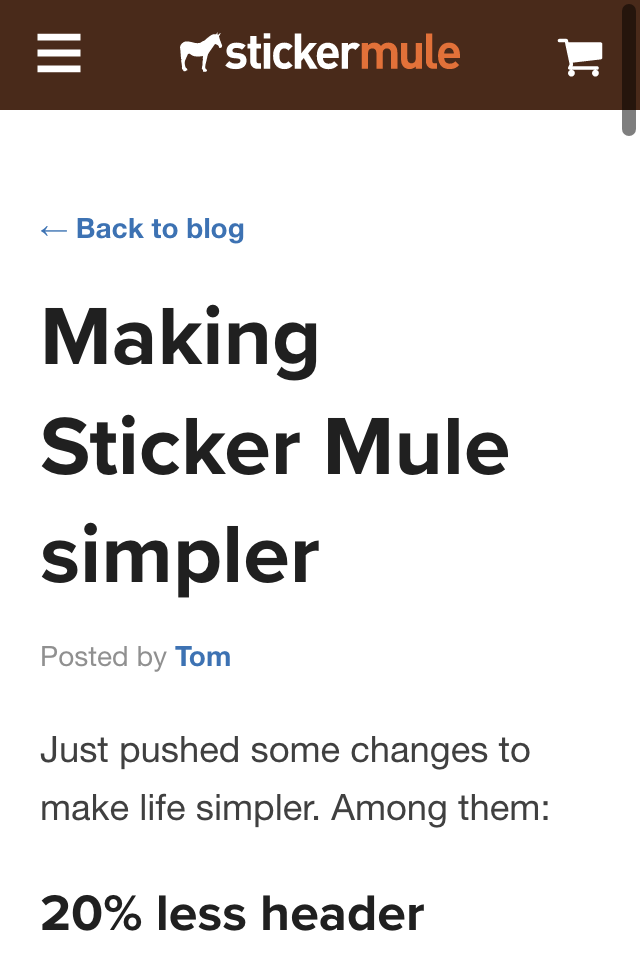 stickermule
← Back to blog
Making
Sticker Mule
simpler
Posted by Tom
Just pushed some changes to
make life simpler. Among them:
20% less header